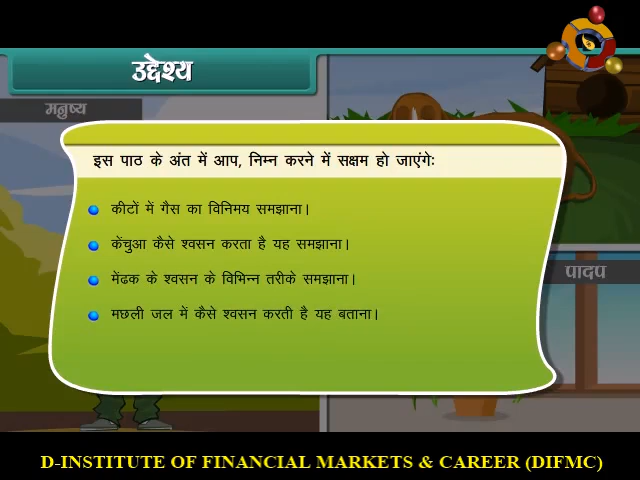 उद्देश्य
मनुष्य
इस पाठ के अंत में आप, निम्न करने में सक्षम हो जाएंगे:
कीटों में गैस का विनिमय समझाना।
केंचुआ कैसे श्वसन करता है यह समझाना।
मेंढक के श्वसन के विभिन्न तरीके समझाना।
मछली जल में कैसे श्वसन करती है यह बताना।
पादप
D-INSTITUTE OF FINANCIAL MARKETS & CAREER (DIFMC)